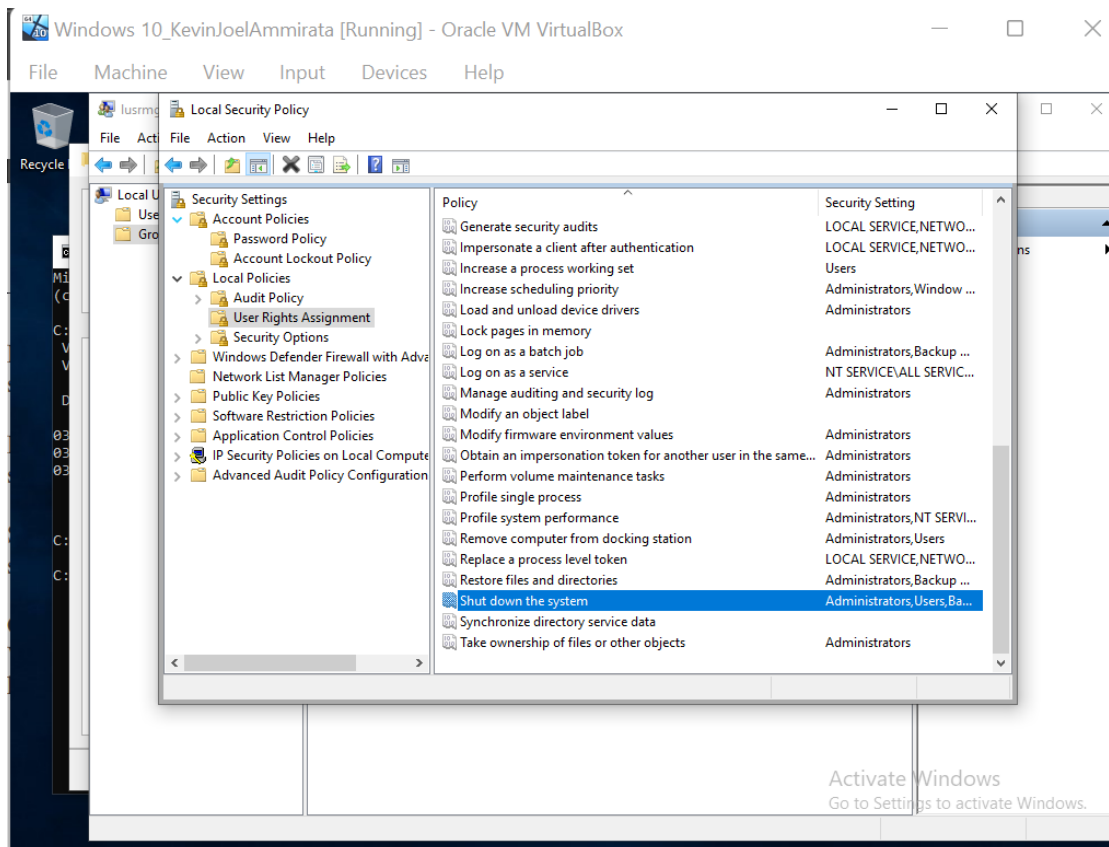 Windows 10_KevinJoelAmmirata [Running] - Oracle VM VirtualBox
File Machine View Input Devices Help
Recycle
lusrmg
File Acti
Local U
Use
Gro
Local Security Policy
File Action View Help
Security Settings
Account Policies
Password Policy
Account Lockout Policy
Local Policies
Audit Policy
User Rights Assignment
Security Options
Windows Defender Firewall with Adva
Network List Manager Policies
Public Key Policies
Software Restriction Policies
Application Control Policies
IP Security Policies on Local Compute
Advanced Audit Policy Configuration
Policy Security Setting
Generate security audits LOCAL SERVICE,NETWO...
Impersonate a client after authentication LOCAL SERVICE,NETWO...
Increase a process working set Users
Increase scheduling priority Administrators,Window ...
Load and unload device drivers Administrators
Lock pages in memory
Log on as a batch job Administrators,Backup ...
Log on as a service NT SERVICE\ALL SERVIC...
Manage auditing and security log Administrators
Modify an object label
Modify firmware environment values Administrators
Obtain an impersonation token for another user in the same... Administrators
Perform volume maintenance tasks Administrators
Profile single process Administrators
Profile system performance Administrators,NT SERVI...
Remove computer from docking station Administrators,Users
Replace a process level token LOCAL SERVICE,NETWO...
Restore files and directories Administrators,Backup ...
Shut down the system Administrators,Users,Ba...
Synchronize directory service data
Take ownership of files or other objects Administrators
ns
Mi
(c
C:
V
V
D
03
03
03
C:
C:
Activate Windows
Go to Settings to activate Windows.